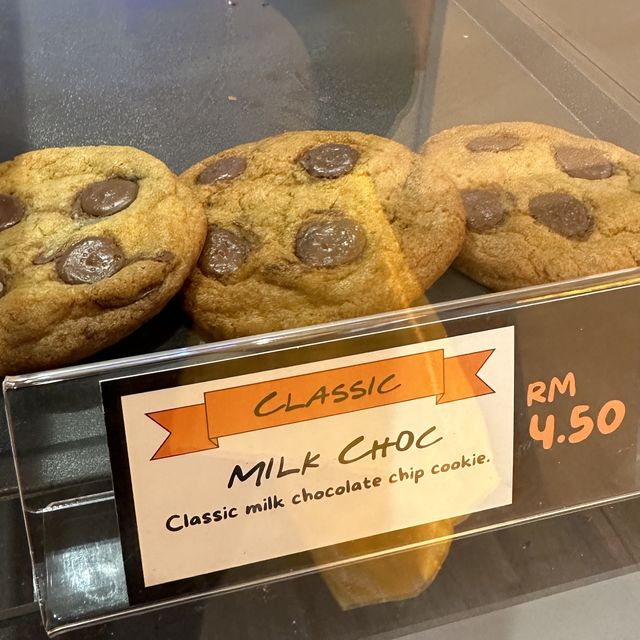 CLASSIC
MILK CHOC
Classic milk chocolate chip cookie.
RM
4.50